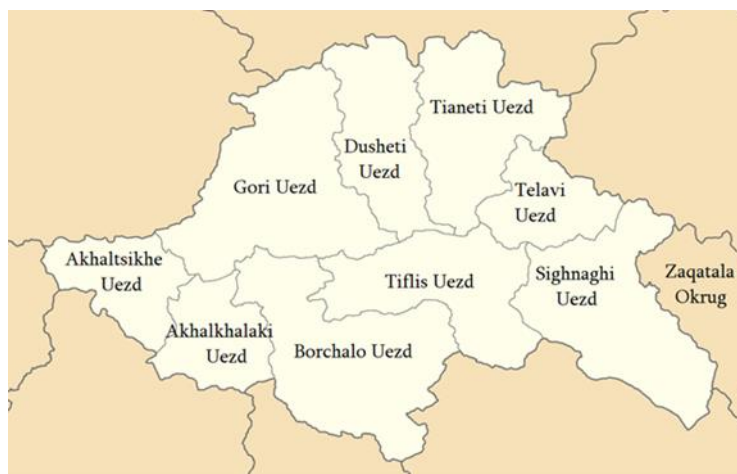 Tianeti Uezd
Dusheti
Uezd
Gori Uezd
Telavi
Uezd
Akhaltsikhe
Uezd
Tiflis Uezd
Sighnaghi
Uezd
Zaqatala
Okrug
Akhalkhalaki
Uezd
Borchalo Uezd